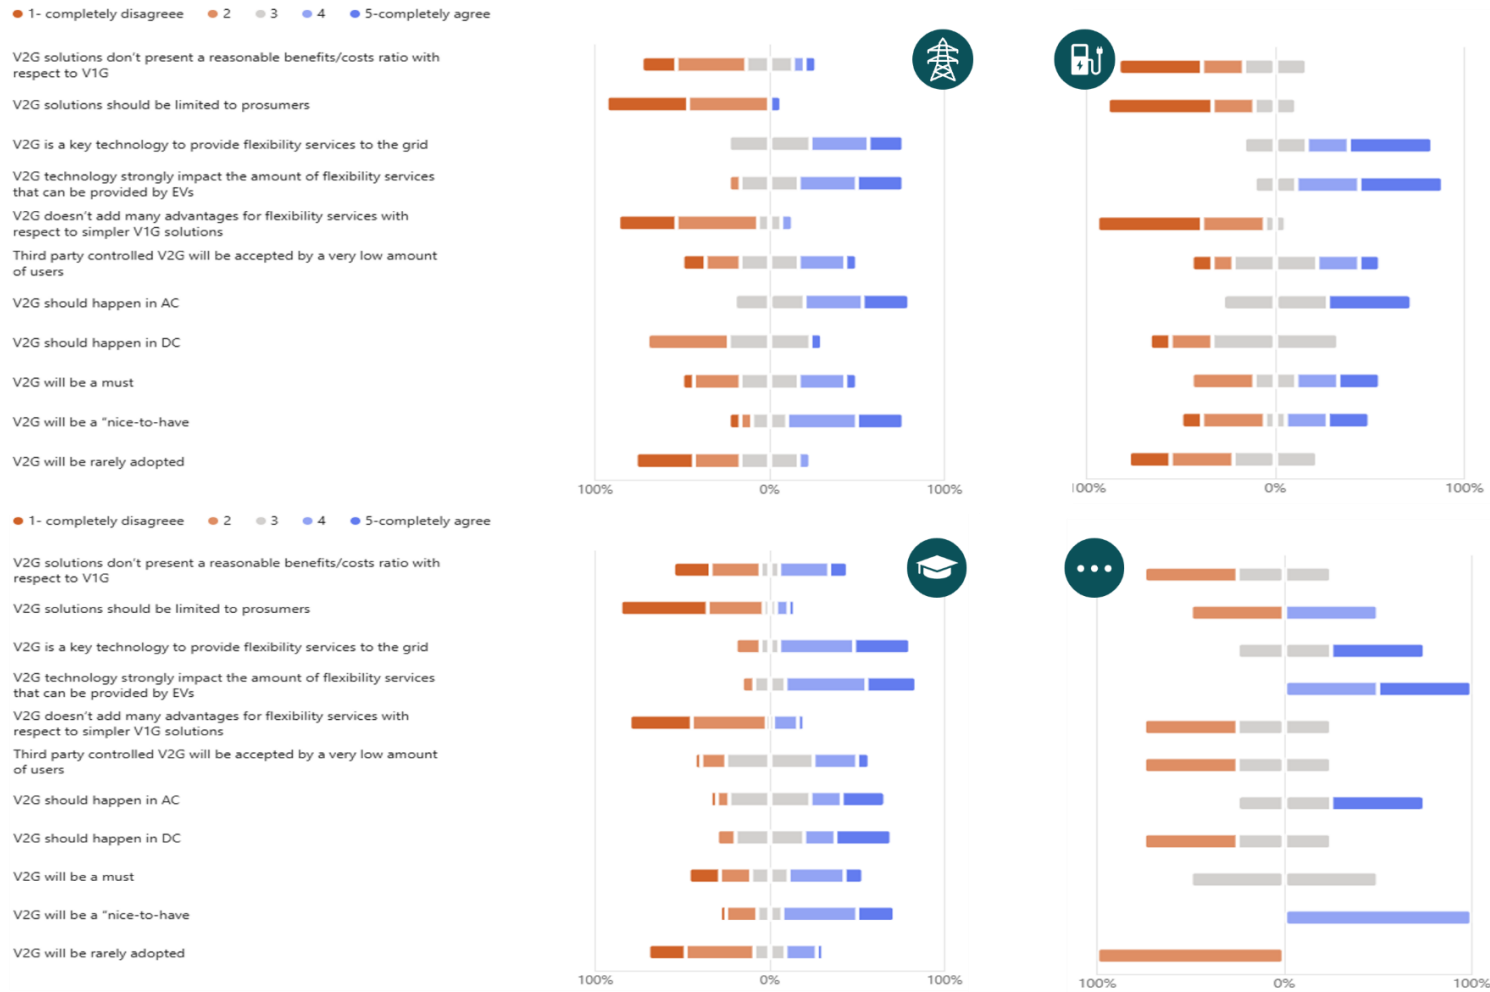 1- completely disagreee 2 3 4 5-completely agree
V2G solutions don't present a reasonable benefits/costs ratio with
respect to V1G
V2G solutions should be limited to prosumers
V2G is a key technology to provide flexibility services to the grid
V2G technology strongly impact the amount of flexibility services
that can be provided by EVs
V2G doesn't add many advantages for flexibility services with
respect to simpler V1G solutions
Third party controlled V2G will be accepted by a very low amount
of users
V2G should happen in AC
V2G should happen in DC
V2G will be a must
V2G will be a "nice-to-have
V2G will be rarely adopted
100% 0% 100%
100% 0% 100%
1- completely disagreee 2 3 4 5-completely agree
V2G solutions don't present a reasonable benefits/costs ratio with
respect to V1G
V2G solutions should be limited to prosumers
V2G is a key technology to provide flexibility services to the grid
V2G technology strongly impact the amount of flexibility services
that can be provided by EVs
V2G doesn't add many advantages for flexibility services with
respect to simpler V1G solutions
Third party controlled V2G will be accepted by a very low amount
of users
V2G should happen in AC
V2G should happen in DC
V2G will be a must
V2G will be a "nice-to-have
V2G will be rarely adopted
100% 0% 100%
100% 0% 100%